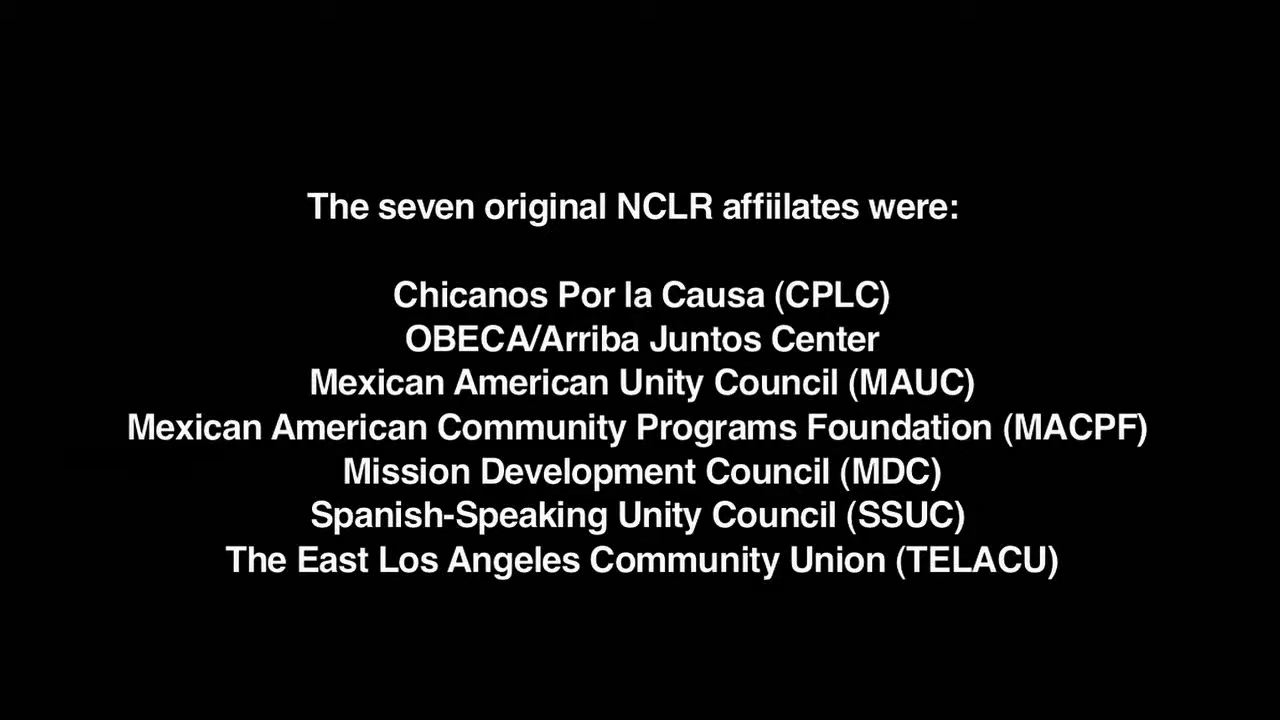 The seven original NCLR affiilates were:
Chicanos Por la Causa (CPLC)
OBECA/Arriba Juntos Center
Mexican American Unity Council (MAUC)
Mexican American Community Programs Foundation (MACPF)
Mission Development Council (MDC)
Spanish-Speaking Unity Council (SSUC)
The East Los Angeles Community Union (TELACU)